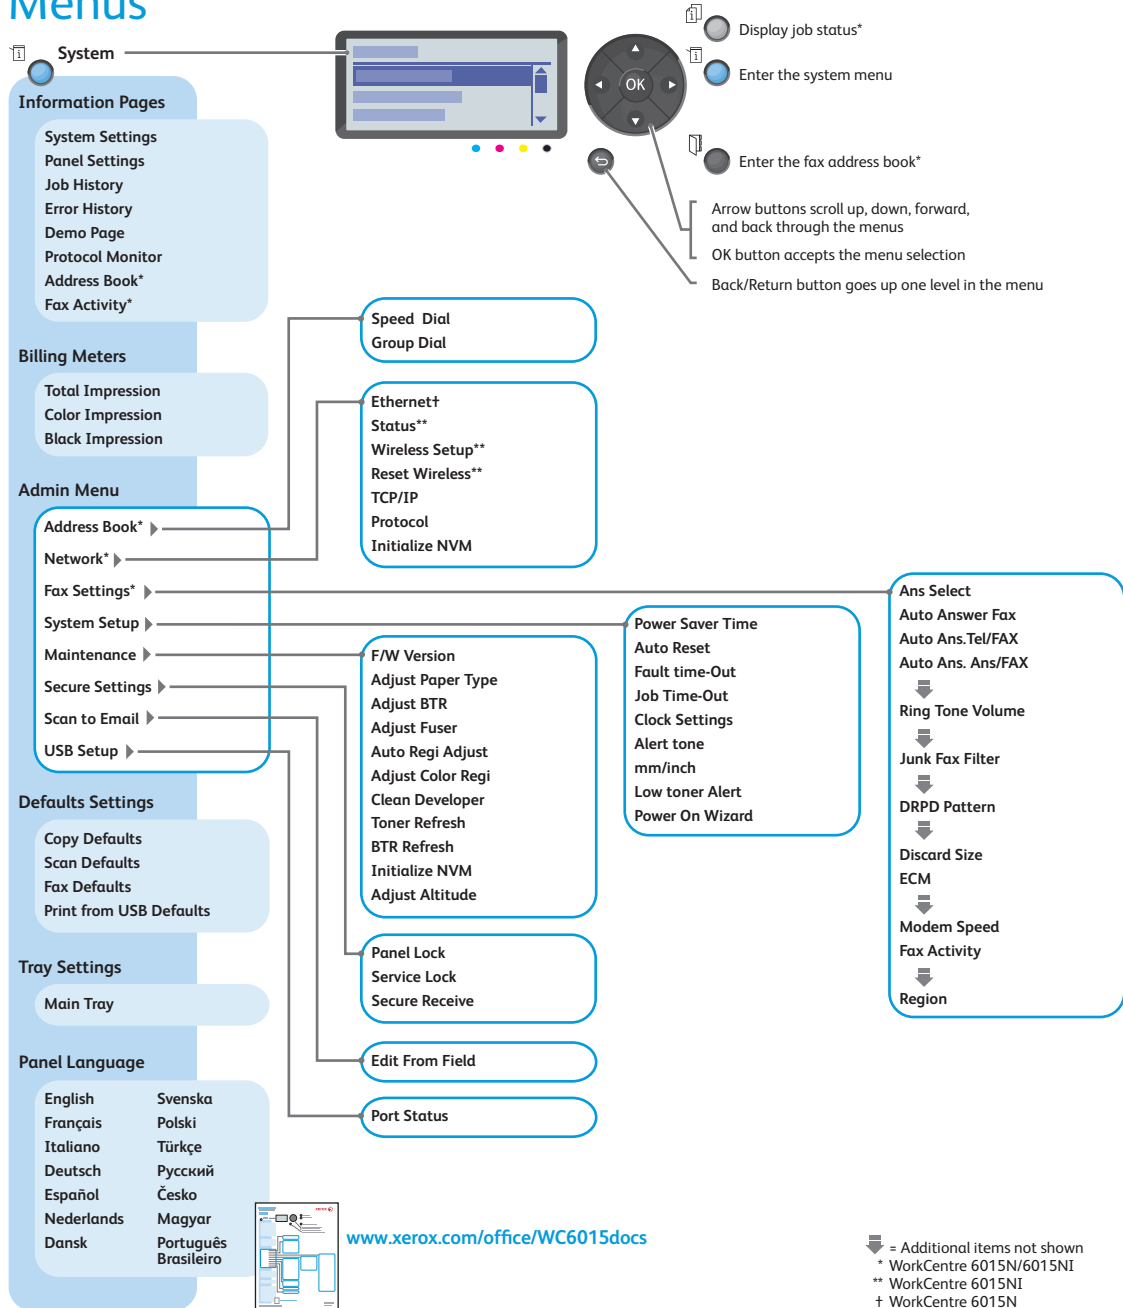 Menus
System
Information Pages
System Settings
Panel Settings
Job History
Error History
Demo Page
Protocol Monitor
Address Book*
Fax Activity*
Billing Meters
Total Impression
Color Impression
Black Impression
Admin Menu
Address Book*
Network*
Fax Settings*
System Setup
Maintenance
Secure Settings
Scan to Email
USB Setup
Defaults Settings
Copy Defaults
Scan Defaults
Fax Defaults
Print from USB Defaults
Tray Settings
Main Tray
Panel Language
English
Français
Italiano
Deutsch
Español
Nederlands
Dansk
Svenska
Polski
Türkçe
Русский
Česko
Magyar
Português
Brasileiro
OK
Display job status*
Enter the system menu
Enter the fax address book*
Arrow buttons scroll up, down, forward,
and back through the menus
OK button accepts the menu selection
Back/Return button goes up one level in the menu
Speed Dial
Group Dial
Ethernet†
Status**
Wireless Setup**
Reset Wireless**
TCP/IP
Protocol
Initialize NVM
F/W Version
Adjust Paper Type
Adjust BTR
Adjust Fuser
Auto Regi Adjust
Adjust Color Regi
Clean Developer
Toner Refresh
BTR Refresh
Initialize NVM
Adjust Altitude
Panel Lock
Service Lock
Secure Receive
Edit From Field
Port Status
Power Saver Time
Auto Reset
Fault time-Out
Job Time-Out
Clock Settings
Alert tone
mm/inch
Low toner Alert
Power On Wizard
Ans Select
Auto Answer Fax
Auto Ans.Tel/FAX
Auto Ans. Ans/FAX
Ring Tone Volume
Junk Fax Filter
DRPD Pattern
Discard Size
ECM
Modem Speed
Fax Activity
Region
www.xerox.com/office/WC6015docs
= Additional items not shown
* WorkCentre 6015N/6015NI
** WorkCentre 6015NI
† WorkCentre 6015N